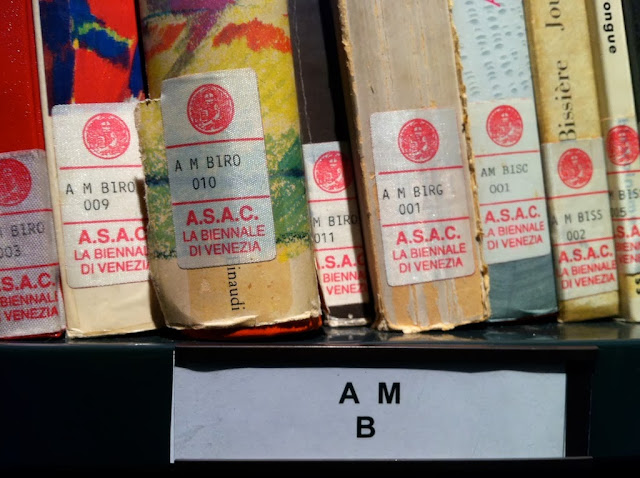 A M BIRO
003
A.S.A.C.
LA BIENNALE
DI VENEZIA
A M BIRO
009
A.S.A.C.
LA BIENNALE
DI VENEZIA
A M BIRO
010
A.S.A.C.
LA BIENNALE
DI VENEZIA
Einaudi
A M BIRO
011
A.S.A.C.
LA BIENNALE
DI VENEZIA
A M BIRG
001
A.S.A.C.
LA BIENNALE
DI VENEZIA
A M BISC
001
A.S.A.C.
LA BIENNALE
DI VENEZIA
Bissière
A M BISS
002
A.S.A.C.
LA BIENNALE
DI VENEZIA
A M
B